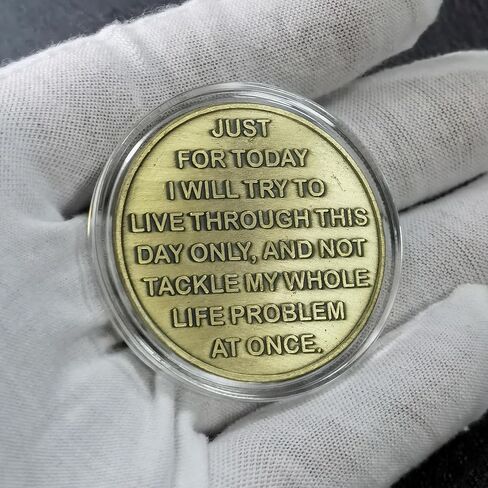 JUST
FOR TODAY
I WILL TRY TO
LIVE THROUGH THIS
DAY ONLY, AND NOT
TACKLE MY WHOLE
LIFE PROBLEM
AT ONCE.